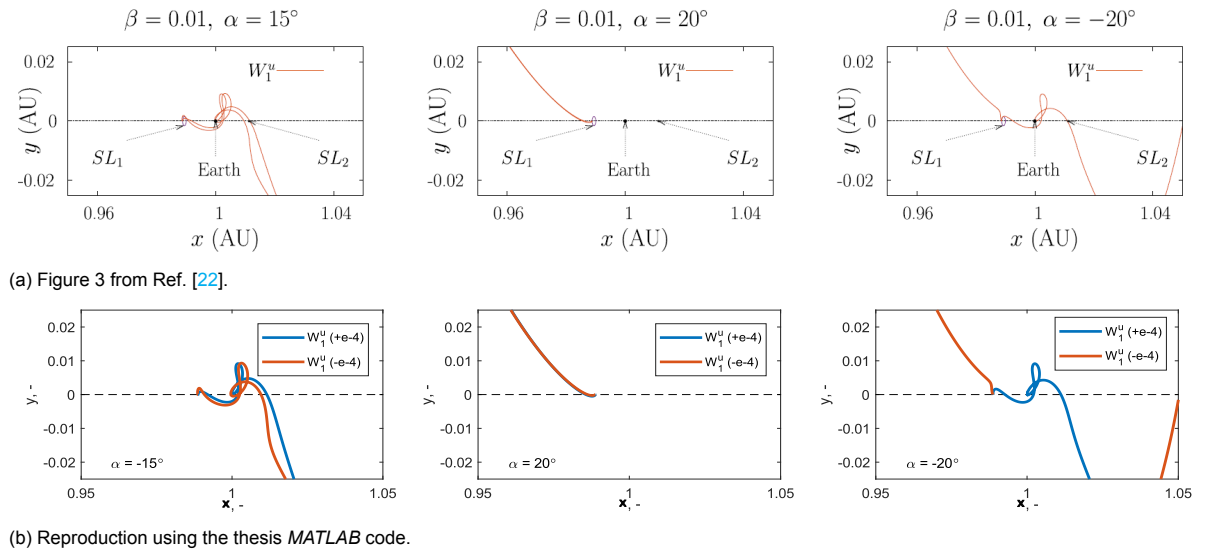 β = 0.01, α = 15°
β = 0.01, α = 20°
β = 0.01, α = −20°
0.02
W₁ᵘ
y (AU)
0
SL₁
Earth
SL₂
-0.02
0.96
1
1.04
x (AU)
0.02
W₁ᵘ
y (AU)
0
SL₁
Earth
SL₂
-0.02
0.96
1
1.04
x (AU)
0.02
W₁ᵘ
y (AU)
0
SL₁
Earth
SL₂
-0.02
0.96
1
1.04
x (AU)
(a) Figure 3 from Ref. [22].
0.02
0.01
0
-0.01
-0.02
y, -
W₁ᵘ (+e-4)
W₁ᵘ (-e-4)
α = -15°
0.95
1
1.05
x, -
0.02
0.01
0
-0.01
-0.02
y, -
W₁ᵘ (+e-4)
W₁ᵘ (-e-4)
α = 20°
0.95
1
1.05
x, -
0.02
0.01
0
-0.01
-0.02
y, -
W₁ᵘ (+e-4)
W₁ᵘ (-e-4)
α = -20°
0.95
1
1.05
x, -
(b) Reproduction using the thesis MATLAB code.